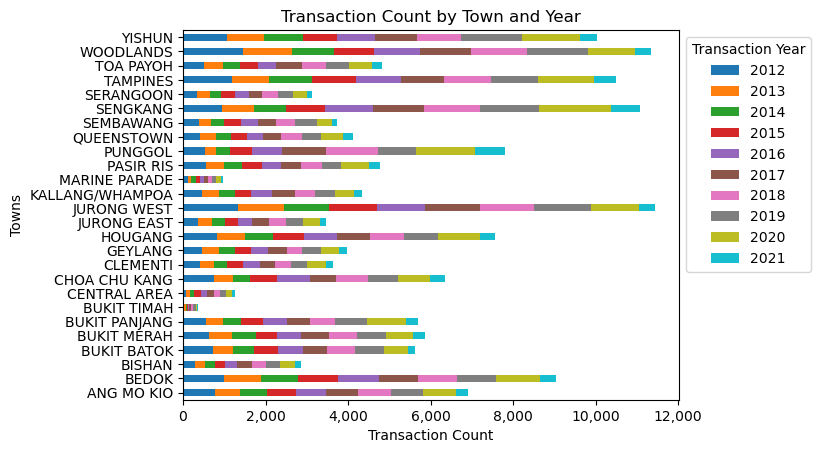 Transaction Count by Town and Year
YISHUN
WOODLANDS
TOA PAYOH
TAMPINES
SERANGOON
SENGKANG
SEMBAWANG
QUEENSTOWN
PUNGGOL
PASIR RIS
MARINE PARADE
KALLANG/WHAMPOA
JURONG WEST
JURONG EAST
HOUGANG
GEYLANG
CLEMENTI
CHOA CHU KANG
CENTRAL AREA
BUKIT TIMAH
BUKIT PANJANG
BUKIT MERAH
BUKIT BATOK
BISHAN
BEDOK
ANG MO KIO
Towns
0 2,000 4,000 6,000 8,000 10,000 12,000
Transaction Count
Transaction Year
2012
2013
2014
2015
2016
2017
2018
2019
2020
2021